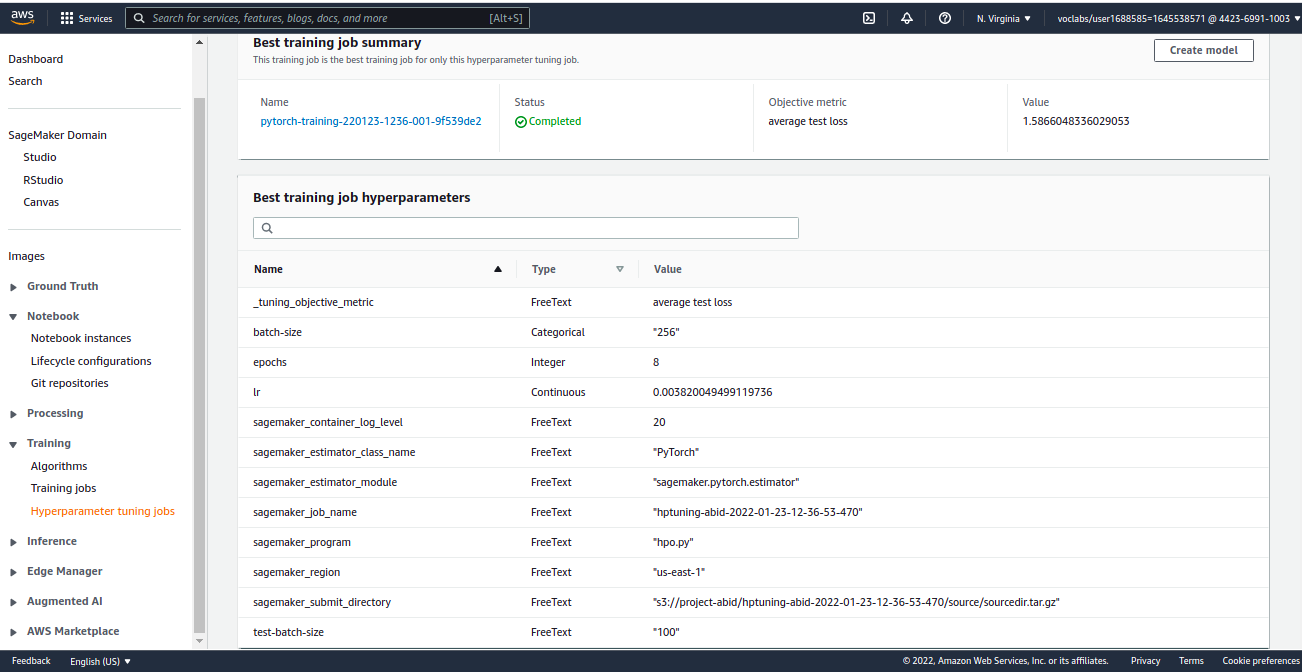 aws Services Search for services, features, blogs, docs, and more [Alt+S] N. Virginia ▼ voclabs/user1688585=1645538571 @ 4423-6991-1003 ▼
Dashboard
Search
SageMaker Domain
Studio
RStudio
Canvas
Images
Ground Truth
Notebook
Notebook instances
Lifecycle configurations
Git repositories
Processing
Training
Algorithms
Training jobs
Hyperparameter tuning jobs
Inference
Edge Manager
Augmented AI
AWS Marketplace
Best training job summary
This training job is the best training job for only this hyperparameter tuning job.
Create model
Name Status Objective metric Value
pytorch-training-220123-1236-001-9f539de2 Completed average test loss 1.5866048336029053
Best training job hyperparameters
Name Type Value
_tuning_objective_metric FreeText average test loss
batch-size Categorical "256"
epochs Integer 8
lr Continuous 0.003820049499119736
sagemaker_container_log_level FreeText 20
sagemaker_estimator_class_name FreeText "PyTorch"
sagemaker_estimator_module FreeText "sagemaker.pytorch.estimator"
sagemaker_job_name FreeText "hptuning-abid-2022-01-23-12-36-53-470"
sagemaker_program FreeText "hpo.py"
sagemaker_region FreeText "us-east-1"
sagemaker_submit_directory FreeText "s3://project-abid/hptuning-abid-2022-01-23-12-36-53-470/source/sourcedir.tar.gz"
test-batch-size FreeText "100"
Feedback English (US) ▼ © 2022, Amazon Web Services, Inc. or its affiliates. Privacy Terms Cookie preferences